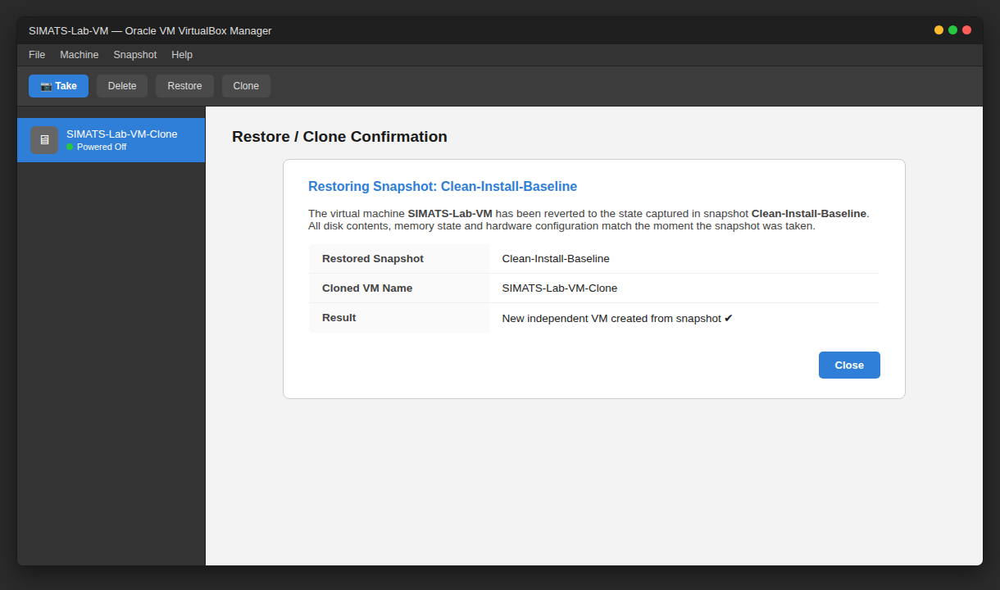 SIMATS-Lab-VM — Oracle VM VirtualBox Manager
File Machine Snapshot Help
📷 Take Delete Restore Clone
SIMATS-Lab-VM-Clone
Powered Off
Restore / Clone Confirmation
Restoring Snapshot: Clean-Install-Baseline
The virtual machine SIMATS-Lab-VM has been reverted to the state captured in snapshot Clean-Install-Baseline.
All disk contents, memory state and hardware configuration match the moment the snapshot was taken.
Restored Snapshot Clean-Install-Baseline
Cloned VM Name SIMATS-Lab-VM-Clone
Result New independent VM created from snapshot ✔
Close